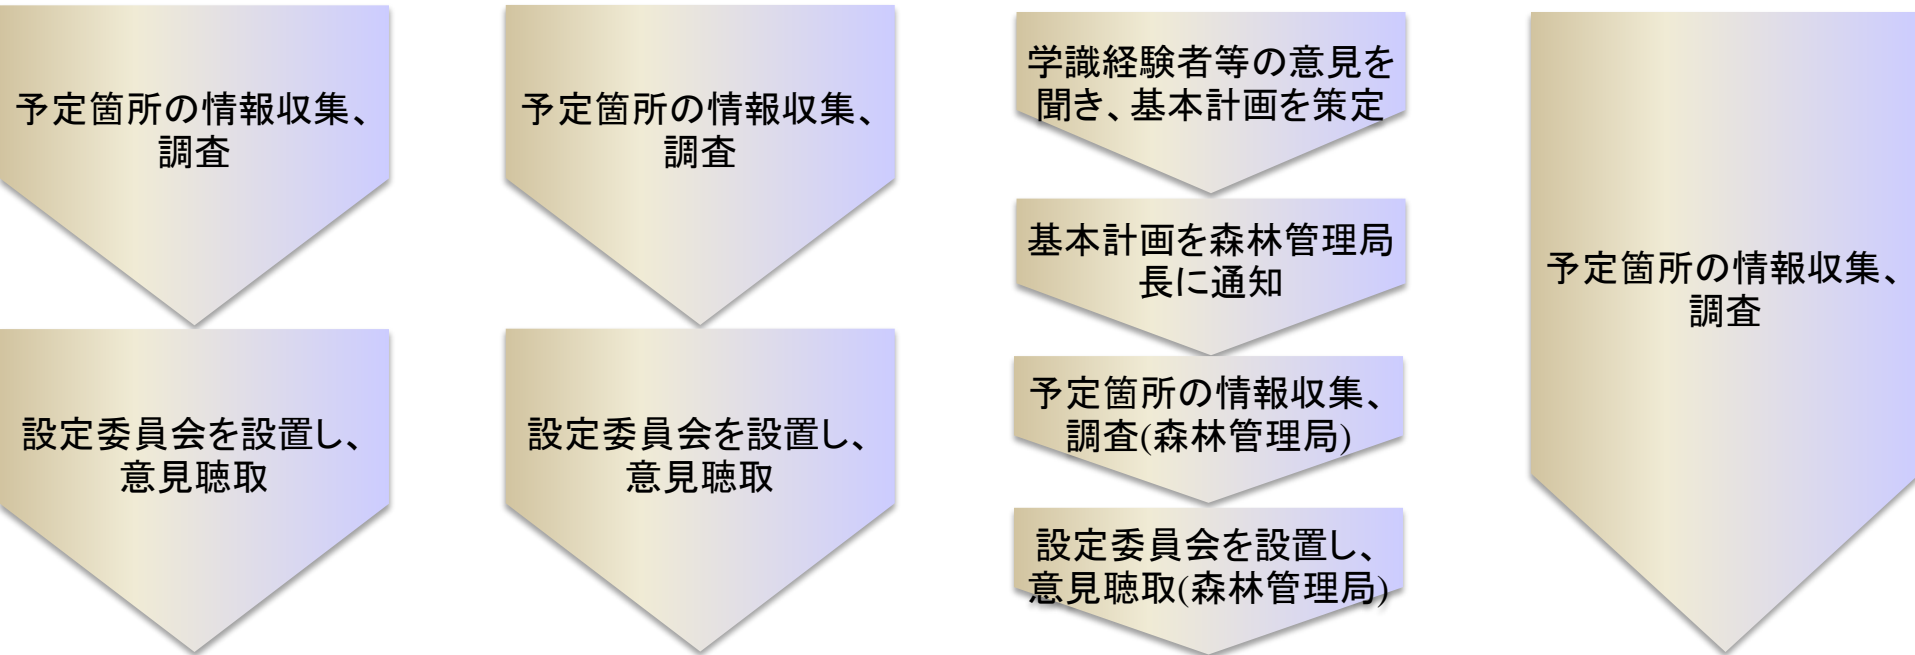 予定箇所の情報収集、
調査
設定委員会を設置し、
意見聴取
予定箇所の情報収集、
調査
設定委員会を設置し、
意見聴取
学識経験者等の意見を
聞き、基本計画を策定
基本計画を森林管理局
長に通知
予定箇所の情報収集、
調査(森林管理局)
設定委員会を設置し、
意見聴取(森林管理局)
予定箇所の情報収集、
調査